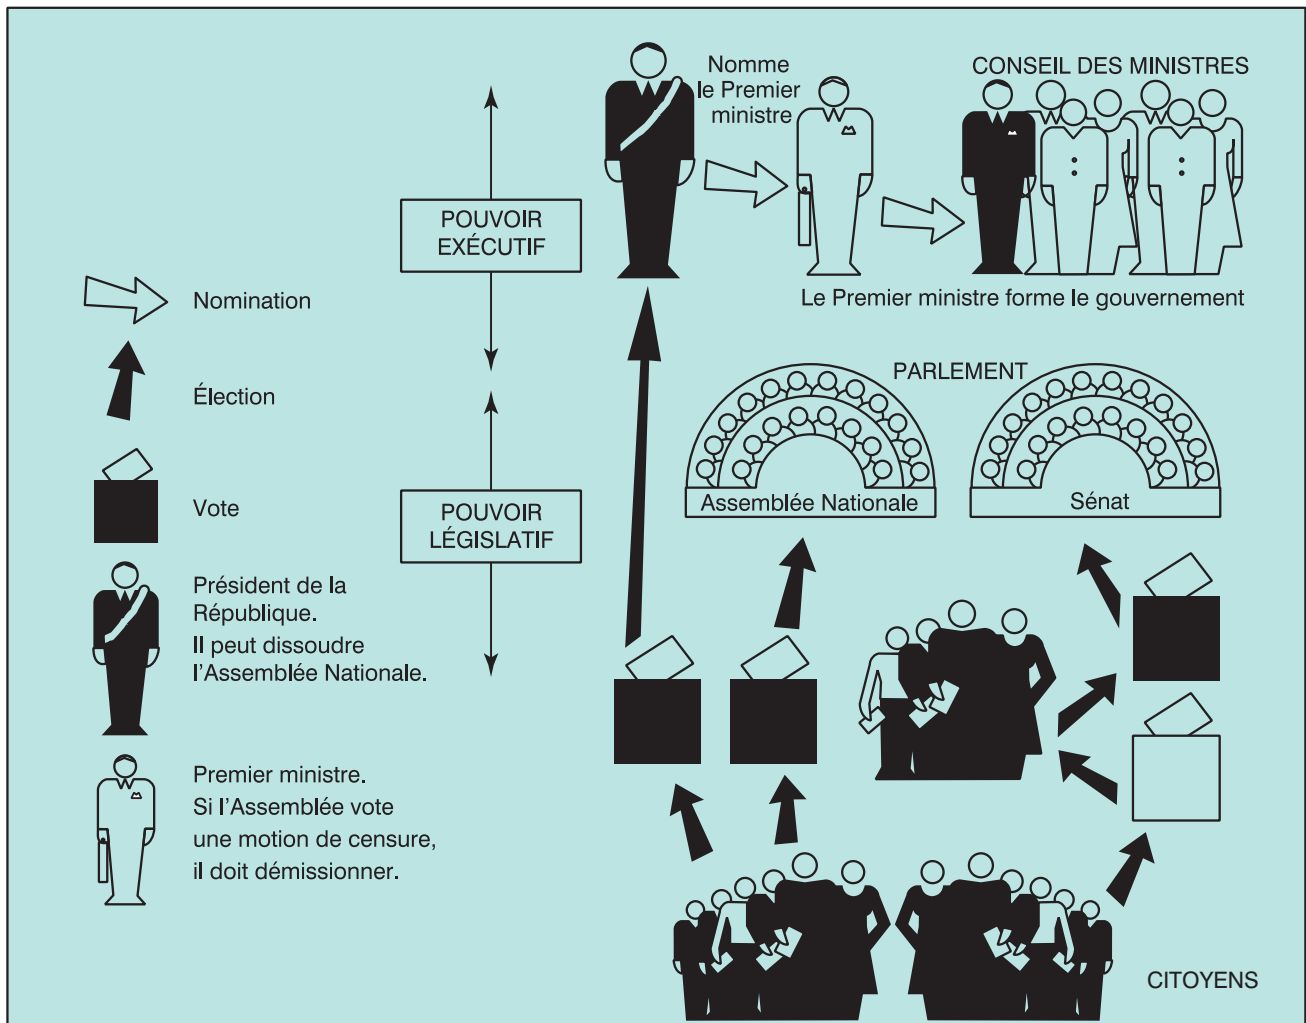 Nomme
le Premier
ministre
CONSEIL DES MINISTRES
POUVOIR
EXÉCUTIF
Le Premier ministre forme le gouvernement
Nomination
Élection
Vote
Président de la
République.
Il peut dissoudre
l'Assemblée Nationale.
Premier ministre.
Si l'Assemblée vote
une motion de censure,
il doit démissionner.
PARLEMENT
Assemblée Nationale
Sénat
POUVOIR
LÉGISLATIF
CITOYENS